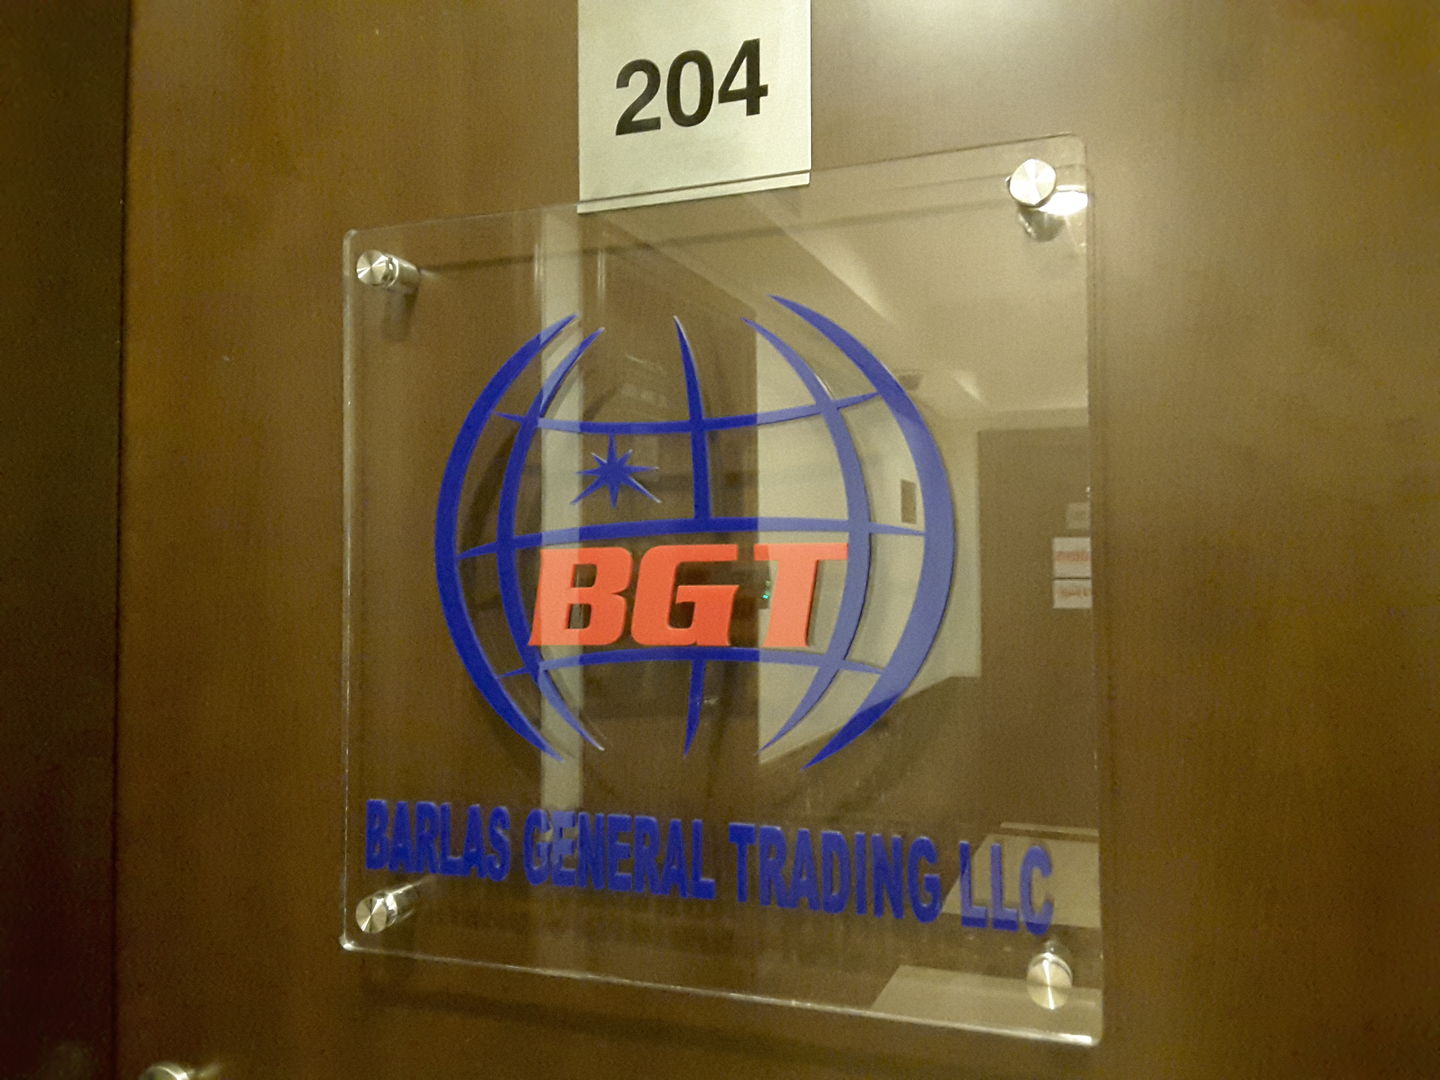 204
BGT
BARLAS GENERAL TRADING LLC